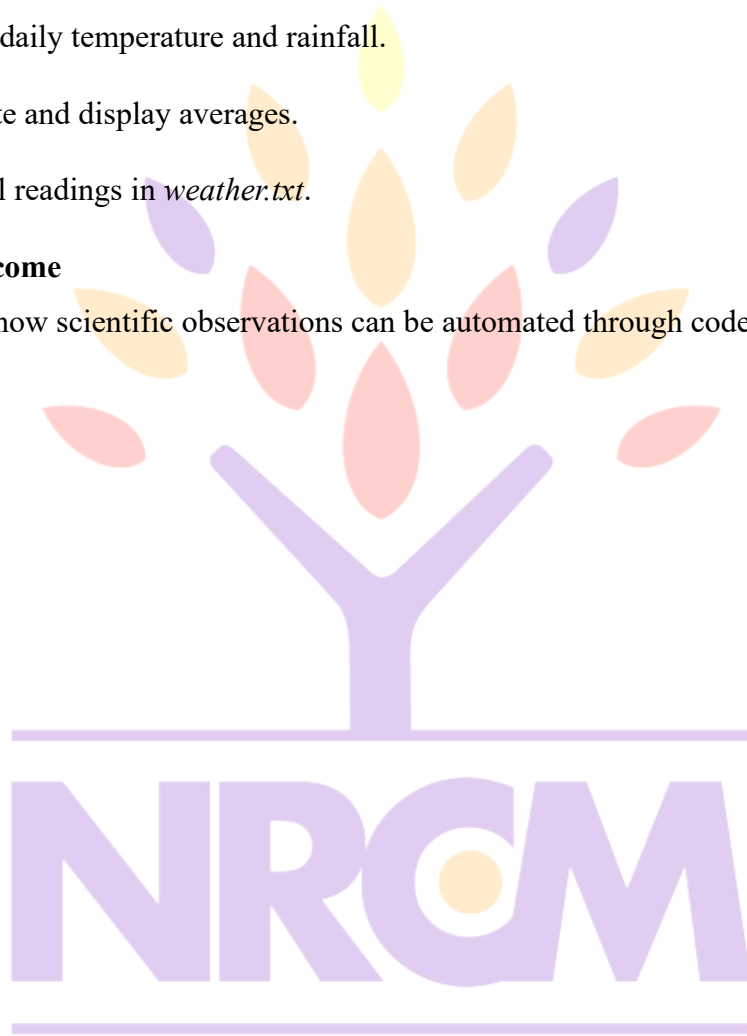 daily temperature and rainfall.
te and display averages.
l readings in weather.txt.
come
how scientific observations can be automated through code
NRCM